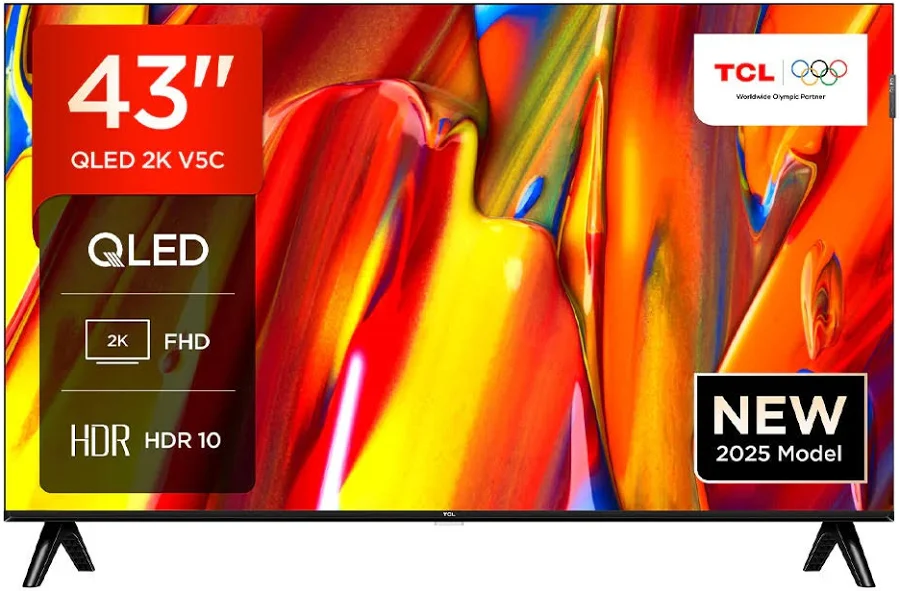 43"
QLED 2K V5C
QLED
2K FHD
HDR HDR 10
TCL
Worldwide Olympic Partner
NEW
2025 Model
TCL